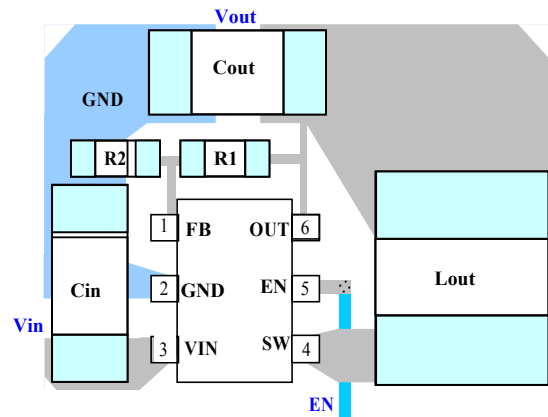 Vout
Cout
GND
R2
R1
1 FB OUT 6
2 GND EN 5
Cin
Lout
Vin
3 VIN SW 4
EN